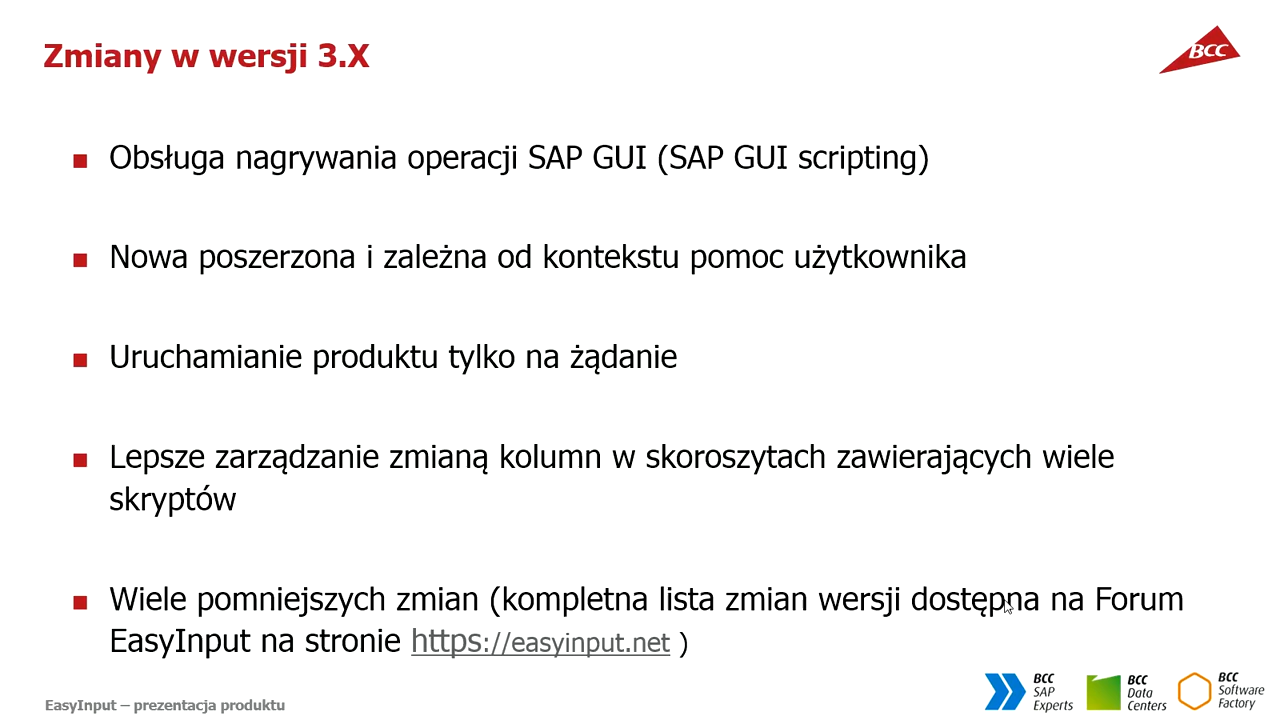 Zmiany w wersji 3.X
BCC
Obsługa nagrywania operacji SAP GUI (SAP GUI scripting)
Nowa poszerzona i zależna od kontekstu pomoc użytkownika
Uruchamianie produktu tylko na żądanie
Lepsze zarządzanie zmianą kolumn w skoroszytach zawierających wiele
skryptów
Wiele pomniejszych zmian (kompletna lista zmian wersji dostępna na Forum
EasyInput na stronie https://easyinput.net )
EasyInput – prezentacja produktu
BCC
SAP
Experts
BCC
Data
Centers
BCC
Software
Factory